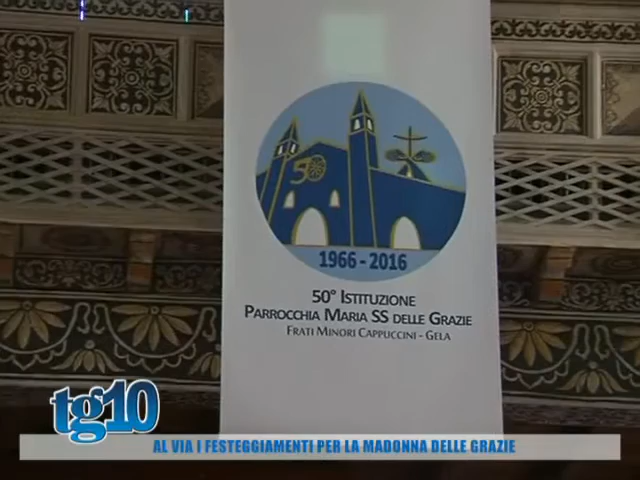 50
1966 - 2016
50° ISTITUZIONE
PARROCCHIA MARIA SS DELLE GRAZIE
FRATI MINORI CAPPUCCINI - GELA
tg10
AL VIA I FESTEGGIAMENTI PER LA MADONNA DELLE GRAZIE